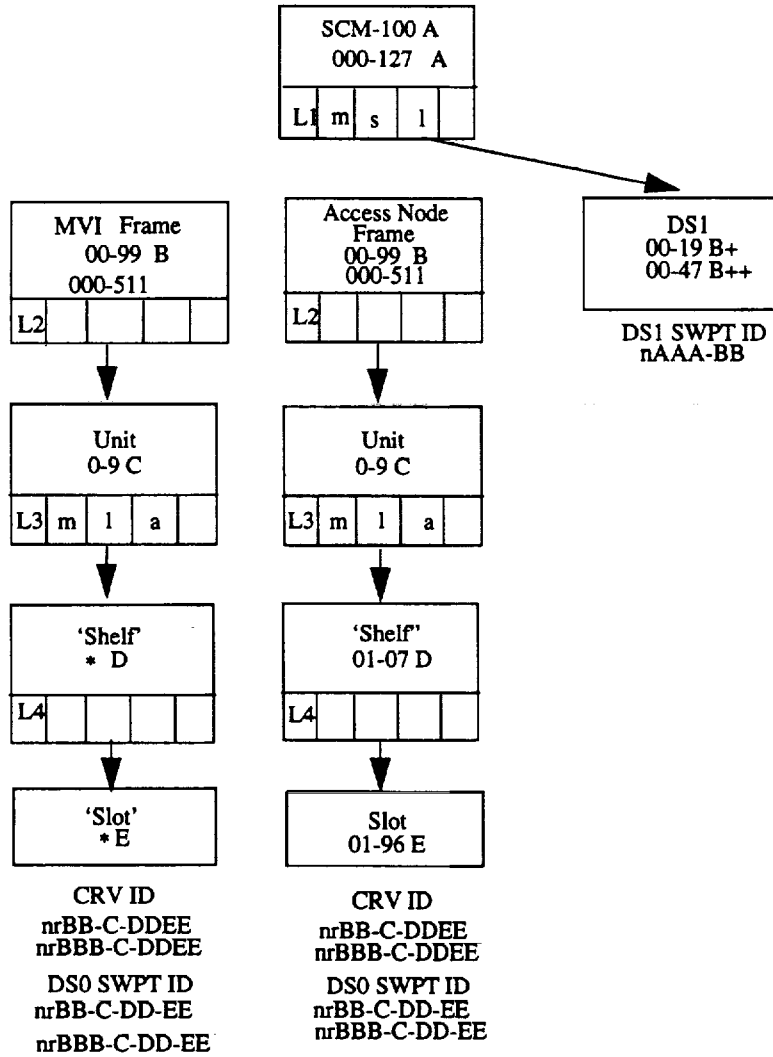 SCM-100 A
000-127 A
L1 m s l
MVI Frame
00-99 B
000-511
L2
Access Node
Frame
00-99 B
000-511
L2
DS1
00-19 B+
00-47 B++
DS1 SWPT ID
nAAA-BB
Unit
0-9 C
L3 m l a
Unit
0-9 C
L3 m l a
‘Shelf’
* D
L4
‘Shelf”
01-07 D
L4
‘Slot’
* E
Slot
01-96 E
CRV ID
nrBB-C-DDEE
nrBBB-C-DDEE
DS0 SWPT ID
nrBB-C-DD-EE
nrBBB-C-DD-EE
CRV ID
nrBB-C-DDEE
nrBBB-C-DDEE
DS0 SWPT ID
nrBB-C-DD-EE
nrBBB-C-DD-EE